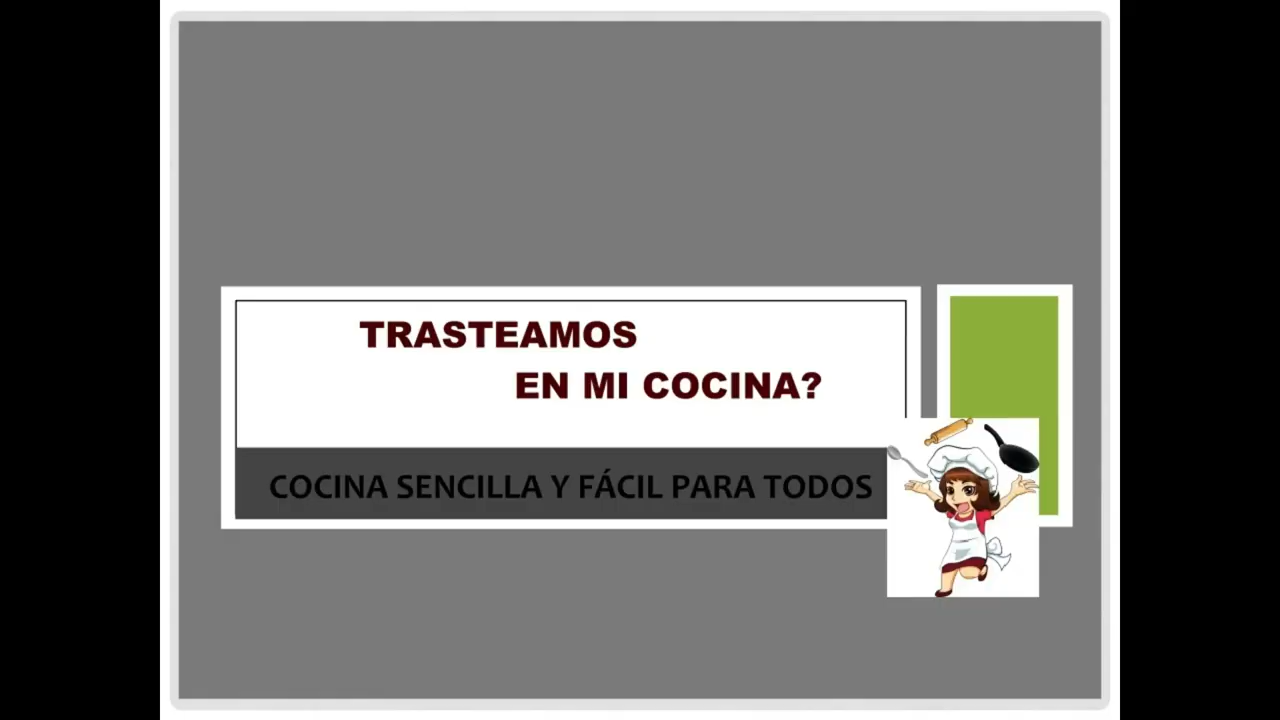 TRASTEAMOS
EN MI COCINA?
COCINA SENCILLA Y FÁCIL PARA TODOS